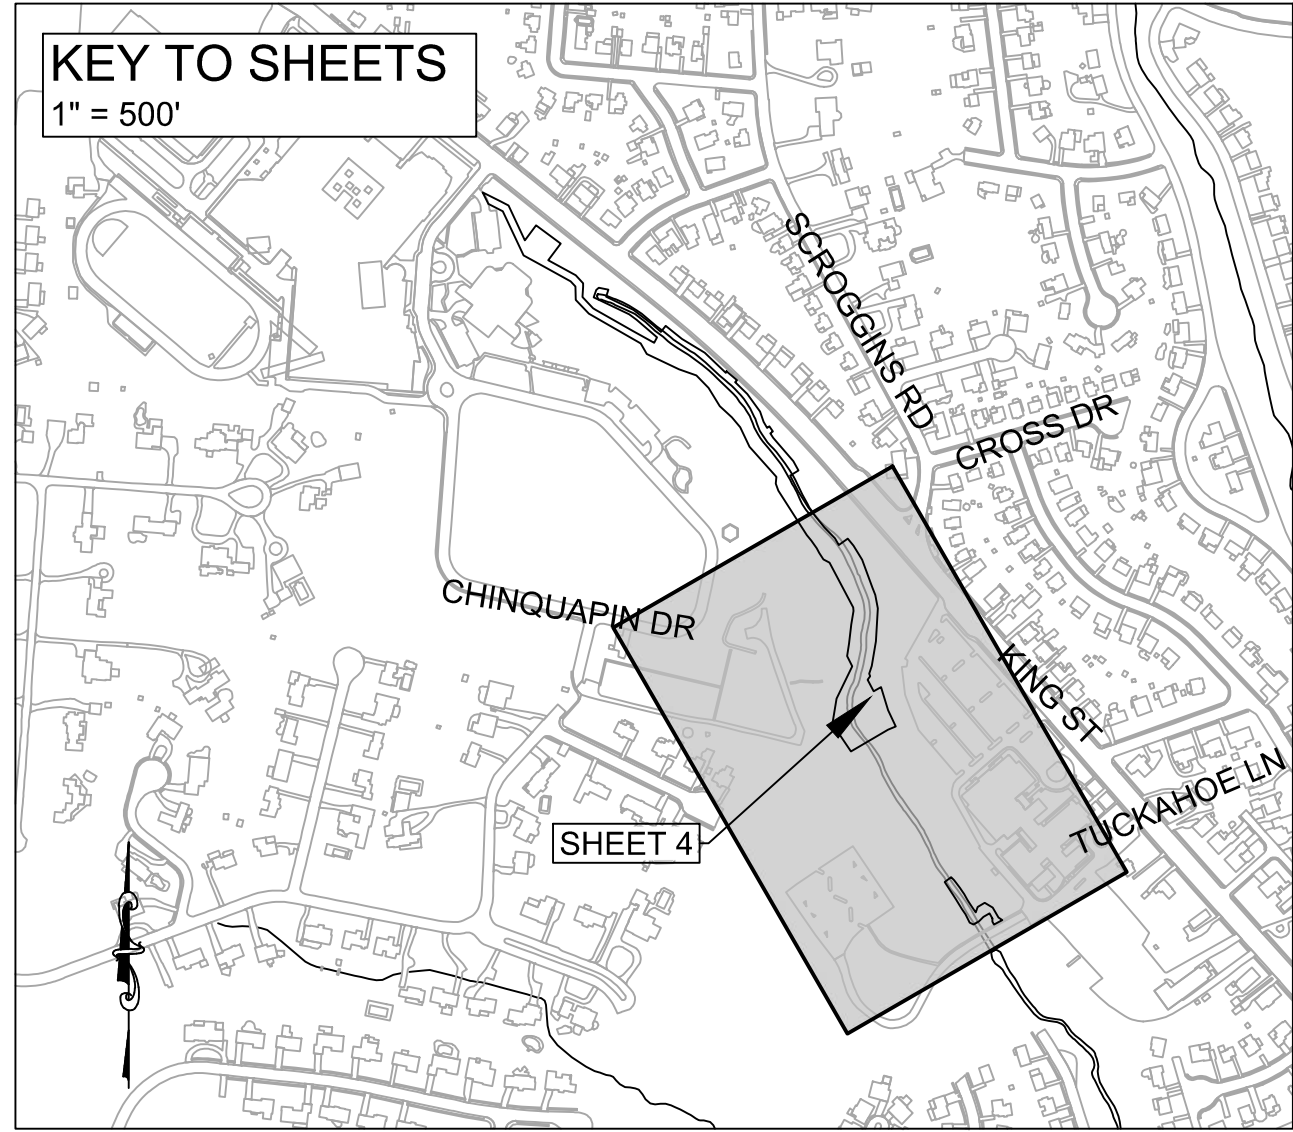 KEY TO SHEETS
1" = 500'
SCROGGINS RD
CROSS DR
CHINQUAPIN DR
KING ST
TUCKAHOE LN
SHEET 4